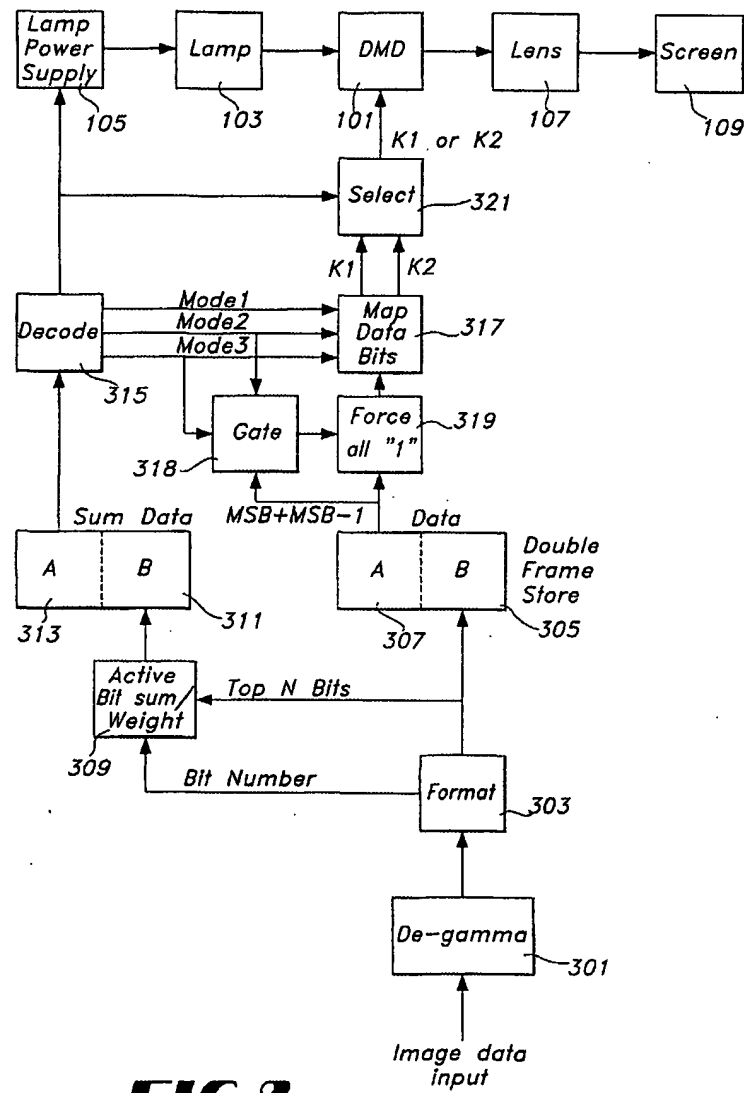 Lamp
Power
Supply
Lamp
DMD
Lens
Screen
105
103
101
107
109
K1 or K2
Select
321
K1
K2
Mode1
Mode2
Mode3
Decode
Map
Data
Bits
317
315
Gate
318
Force
all "1"
319
MSB+MSB-1
Sum Data
Data
A
B
A
B
Double
Frame
Store
313
311
307
305
Active
Bit sum/
Weight
309
Top N Bits
Bit Number
Format
303
De-gamma
301
Image data
input